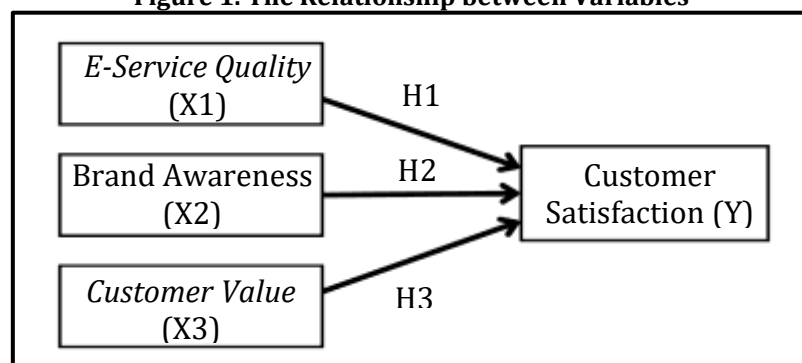 Figure 1. The Relationship between Variables
E-Service Quality
(X1)
H1
Brand Awareness
(X2)
H2
Customer
Satisfaction (Y)
Customer Value
(X3)
H3